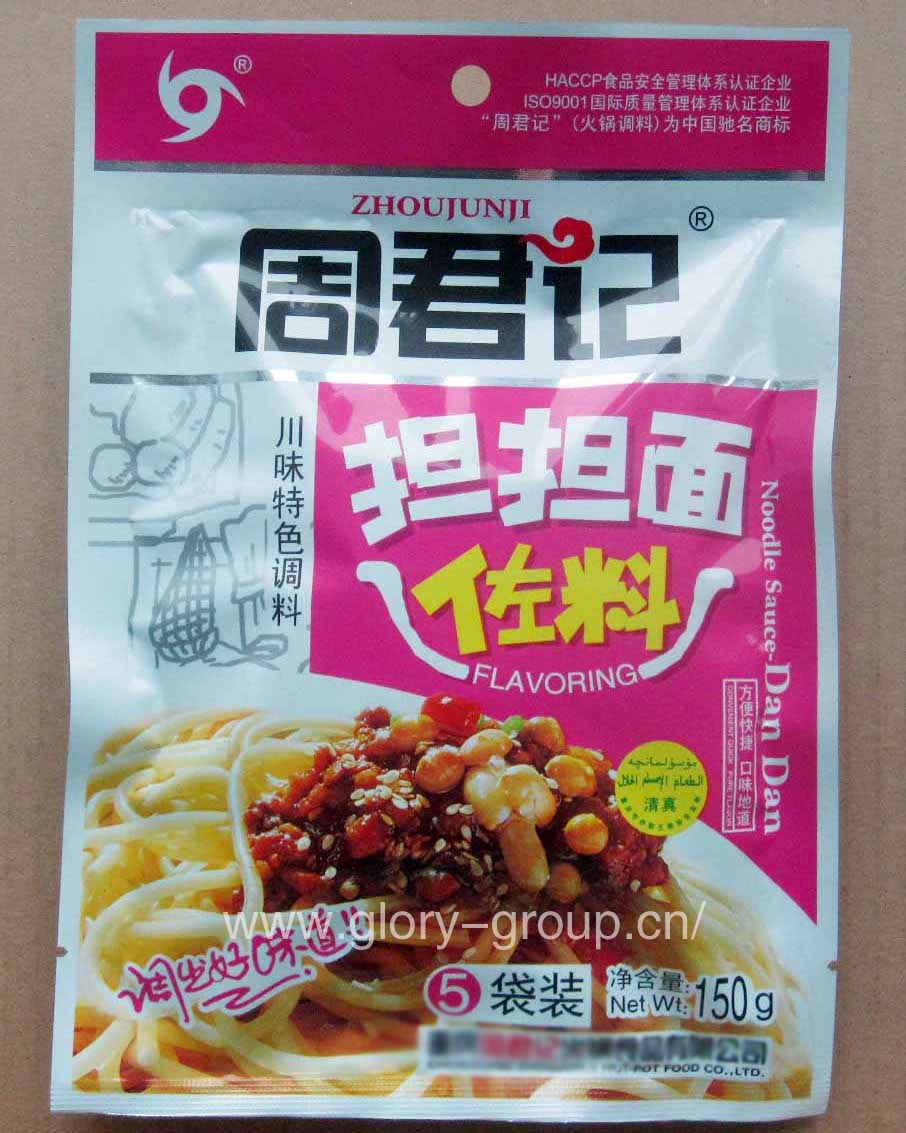 ®
HACCP食品安全管理体系认证企业
ISO9001国际质量管理体系认证企业
“周君记”(火锅调料)为中国驰名商标
ZHOUJUNJI
周君记®
川味特色调料
担担面
佐料
FLAVORING
Noodle Sauce-Dan Dan
方便快捷 口味地道
الطعام الإسلام الحلال
清真
www.glory-group.cn/
调出好味道
5袋装
净含量:
Net Wt: 150g
POT FOOD CO.,LTD.